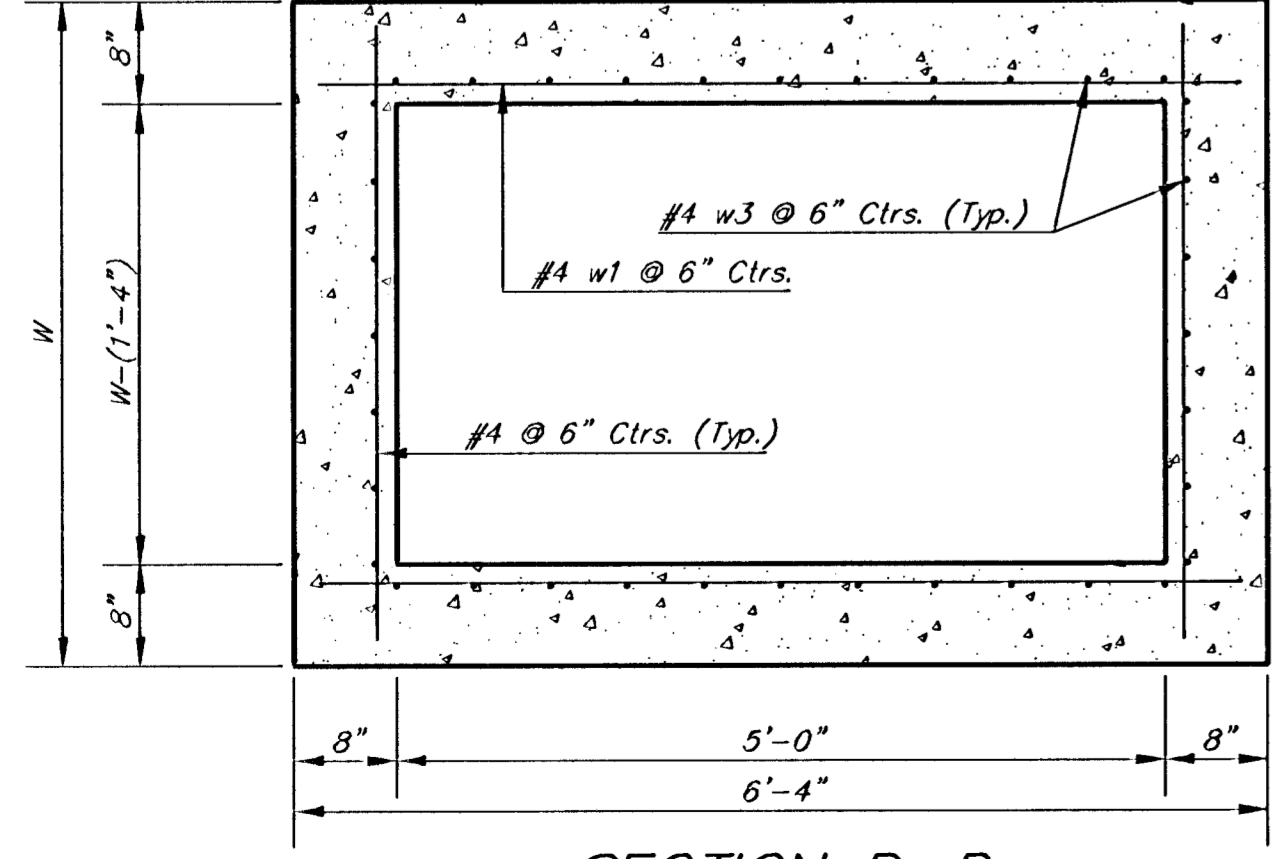 8"
#4 w3 @ 6" Ctrs. (Typ.)
#4 w1 @ 6" Ctrs.
W
W-(1'-4")
#4 @ 6" Ctrs. (Typ.)
8"
8"
5'-0"
8"
6'-4"